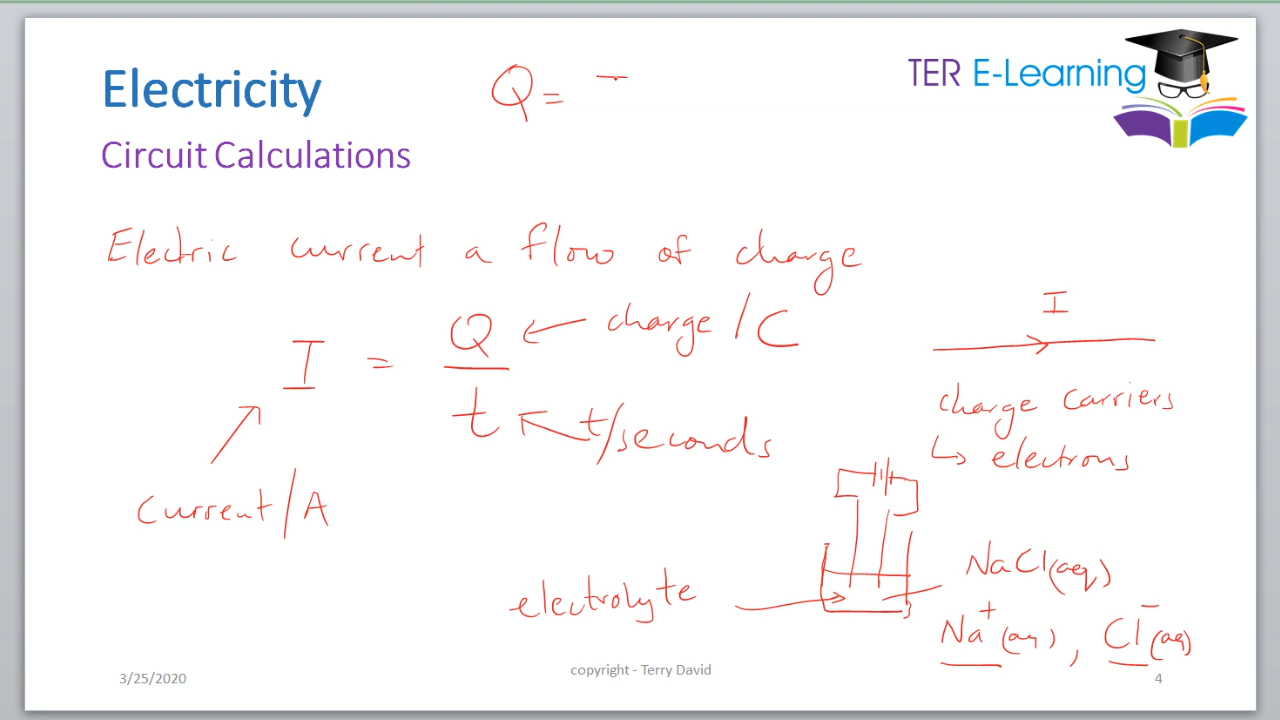 Electricity
Q =
TER E-Learning
Circuit Calculations
Electric current a flow of charge
I = Q/t
charge / C
t/seconds
current / A
I
charge carriers
↳ electrons
electrolyte
NaCl(aq)
Na⁺(aq), Cl⁻(aq)
3/25/2020
copyright - Terry David
4